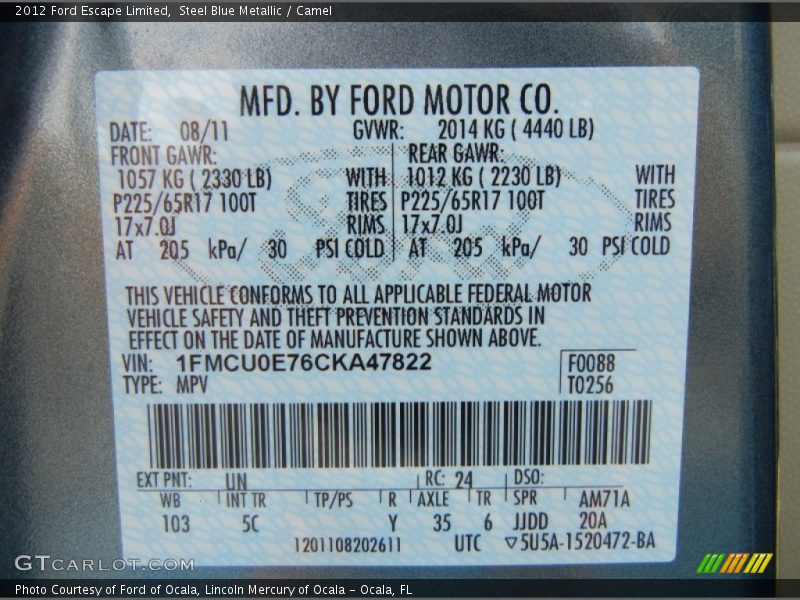 2012 Ford Escape Limited, Steel Blue Metallic / Camel
MFD. BY FORD MOTOR CO.
DATE: 08/11 GVWR: 2014 KG ( 4440 LB)
FRONT GAWR: REAR GAWR:
1057 KG ( 2330 LB) WITH 1012 KG ( 2230 LB) WITH
P225/65R17 100T TIRES P225/65R17 100T TIRES
17x7.0J RIMS 17x7.0J RIMS
AT 205 kPa/ 30 PSI COLD AT 205 kPa/ 30 PSI COLD
THIS VEHICLE CONFORMS TO ALL APPLICABLE FEDERAL MOTOR
VEHICLE SAFETY AND THEFT PREVENTION STANDARDS IN
EFFECT ON THE DATE OF MANUFACTURE SHOWN ABOVE.
VIN: 1FMCU0E76CKA47822 F0088
TYPE: MPV T0256
EXT PNT: UN RC: 24 DSO:
WB INT TR TP/PS R AXLE TR SPR AM71A
103 5C Y 35 6 JJDD 20A
1201108202611 UTC ▽5U5A-1520472-BA
GTCARLOT.COM
Photo Courtesy of Ford of Ocala, Lincoln Mercury of Ocala - Ocala, FL